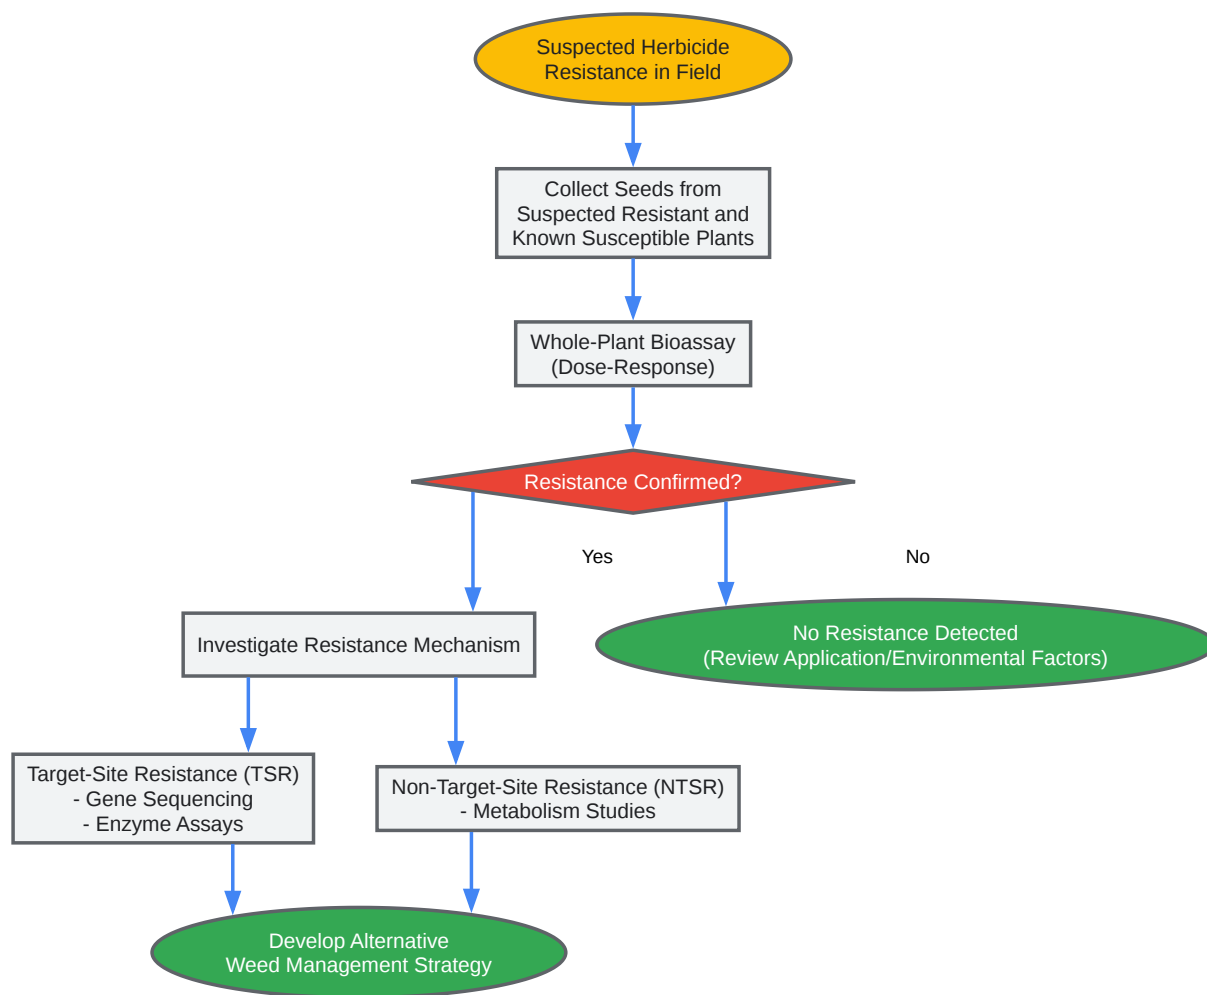 Suspected Herbicide
Resistance in Field
Collect Seeds from
Suspected Resistant and
Known Susceptible Plants
Whole-Plant Bioassay
(Dose-Response)
Resistance Confirmed?
Yes
No
Investigate Resistance Mechanism
No Resistance Detected
(Review Application/Environmental Factors)
Target-Site Resistance (TSR)
- Gene Sequencing
- Enzyme Assays
Non-Target-Site Resistance (NTSR)
- Metabolism Studies
Develop Alternative
Weed Management Strategy